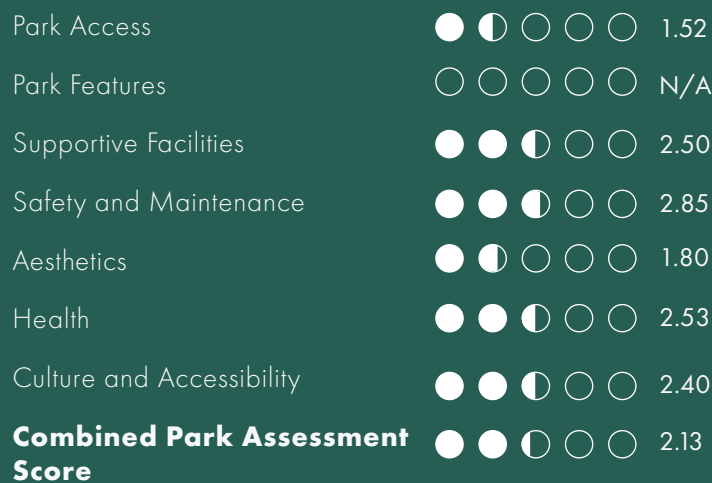 Park Access 1.52
Park Features N/A
Supportive Facilities 2.50
Safety and Maintenance 2.85
Aesthetics 1.80
Health 2.53
Culture and Accessibility 2.40
Combined Park Assessment 2.13
Score